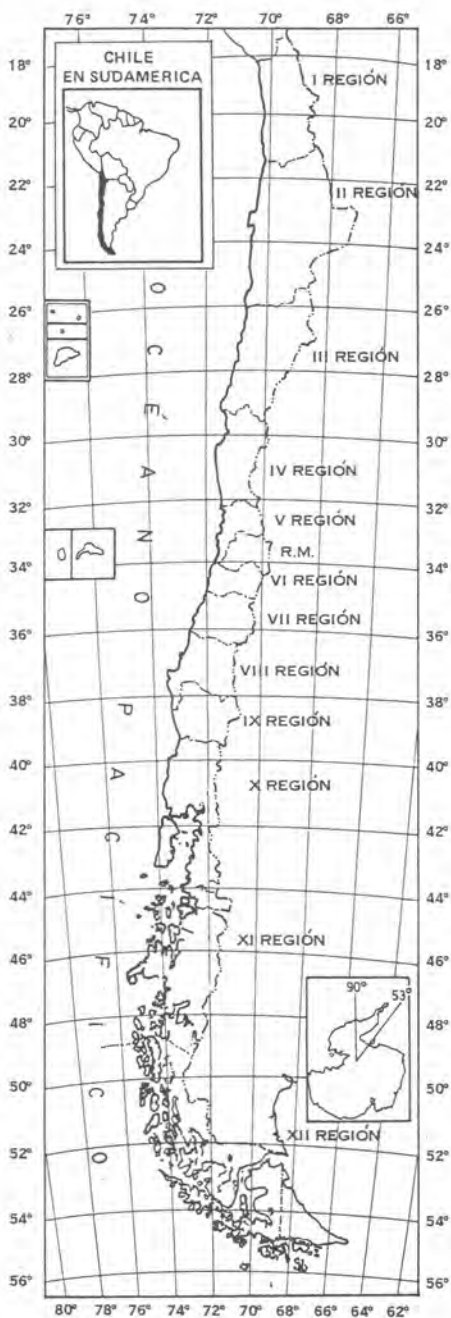 76° 74° 72° 70° 68° 66°
CHILE
EN SUDAMERICA
18° 18°
I REGIÓN
20° 20°
22° 22°
II REGIÓN
24° 24°
26° 26°
III REGIÓN
28° 28°
30° 30°
IV REGIÓN
32° 32°
V REGIÓN
R.M.
34° 34°
VI REGIÓN
VII REGIÓN
36° 36°
VIII REGIÓN
38° 38°
IX REGIÓN
40° 40°
X REGIÓN
42° 42°
44° 44°
XI REGIÓN
46° 46°
90° 53°
48° 48°
50° 50°
XII REGIÓN
52° 52°
54° 54°
56° 56°
80° 78° 76° 74° 72° 70° 68° 66° 64° 62°
OCÉANO PACIFICO